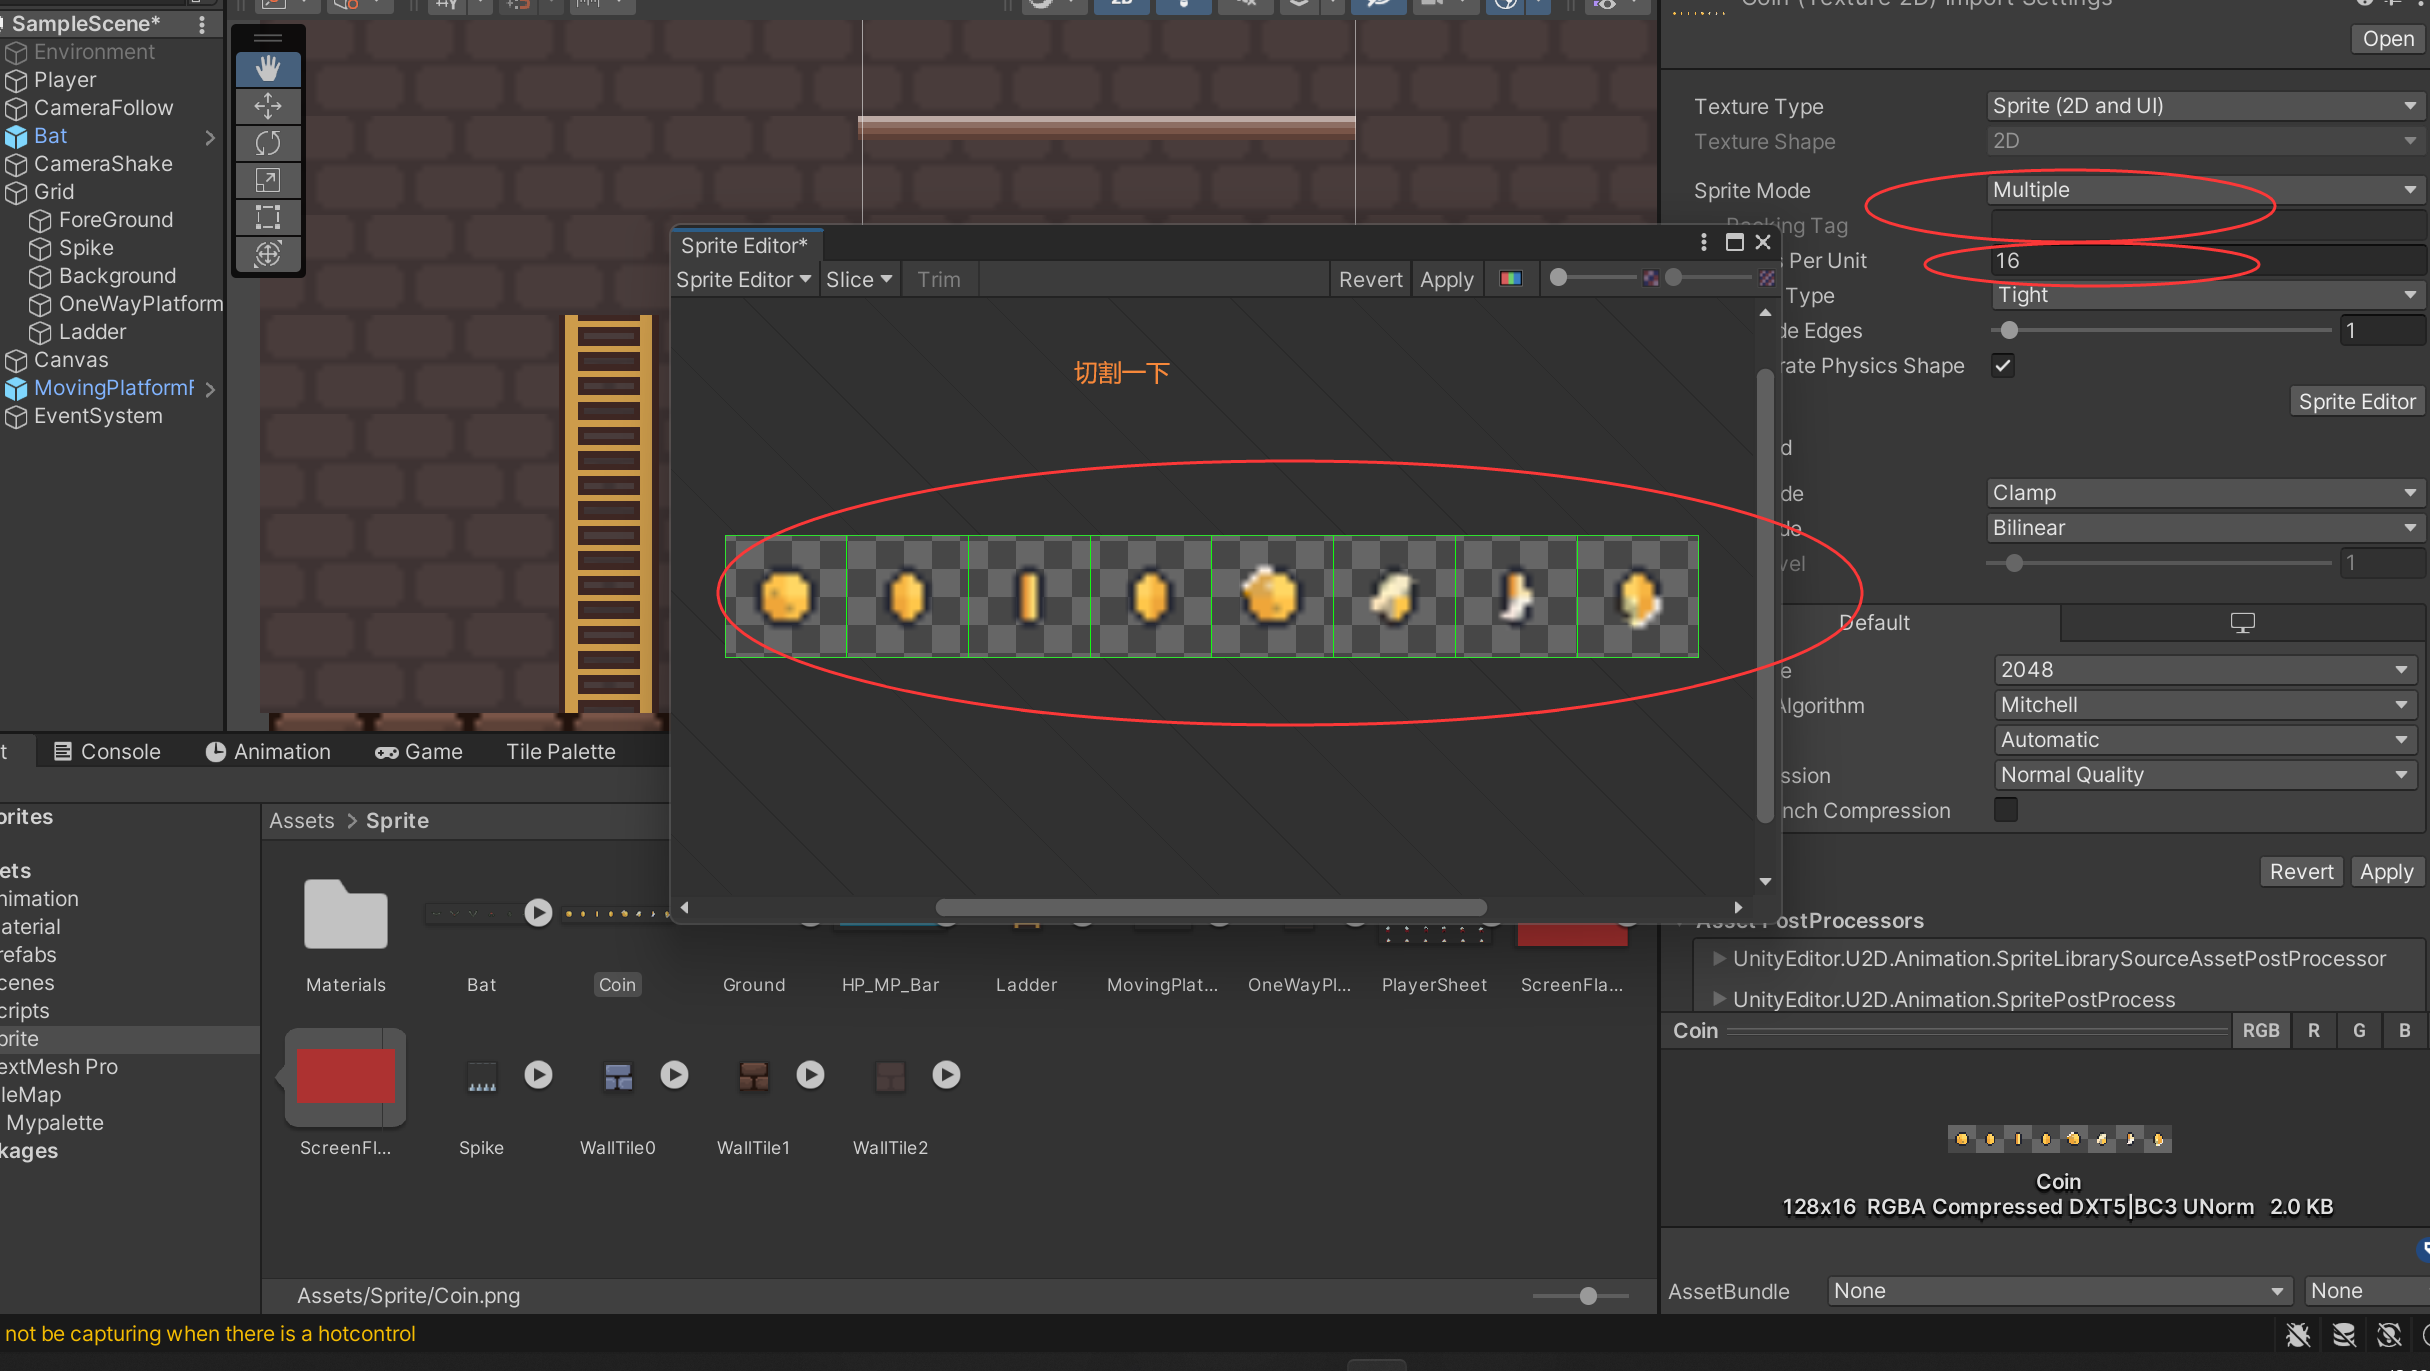 SampleScene*
Environment
Player
CameraFollow
Bat
CameraShake
Grid
ForeGround
Spike
Background
OneWayPlatform
Ladder
Canvas
MovingPlatformF
EventSystem
Sprite Editor*
Sprite Editor
Slice
Trim
Revert
Apply
切割一下
Coin (Texture 2D) Import Settings
Open
Texture Type
Sprite (2D and UI)
Texture Shape
2D
Sprite Mode
Multiple
Packing Tag
Per Unit
16
Type
Tight
de Edges
1
rate Physics Shape
Sprite Editor
d
de
Clamp
de
Bilinear
vel
1
Default
e
2048
Algorithm
Mitchell
Automatic
ssion
Normal Quality
nch Compression
Revert
Apply
Asset PostProcessors
UnityEditor.U2D.Animation.SpriteLibrarySourceAssetPostProcessor
UnityEditor.U2D.Animation.SpritePostProcess
Coin
RGB
R
G
B
Coin
128x16 RGBA Compressed DXT5|BC3 UNorm 2.0 KB
AssetBundle
None
None
t
Console
Animation
Game
Tile Palette
orites
ets
nimation
aterial
refabs
cenes
cripts
prite
extMesh Pro
leMap
Mypalette
kages
Assets > Sprite
Materials
Bat
Coin
Ground
HP_MP_Bar
Ladder
MovingPlat...
OneWayPl...
PlayerSheet
ScreenFla...
ScreenFl...
Spike
WallTile0
WallTile1
WallTile2
Assets/Sprite/Coin.png
not be capturing when there is a hotcontrol